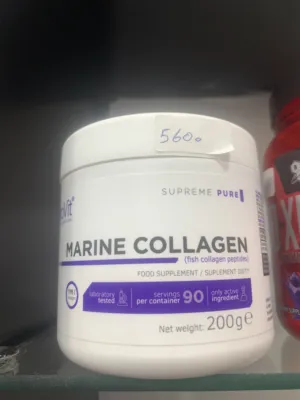 560.
SUPREME PURE
MARINE COLLAGEN
(fish collagen peptides)
FOOD SUPPLEMENT / SUPLEMENT
laboratory
tested
servings
per container 90
only active
ingredient
Net weight: 200g